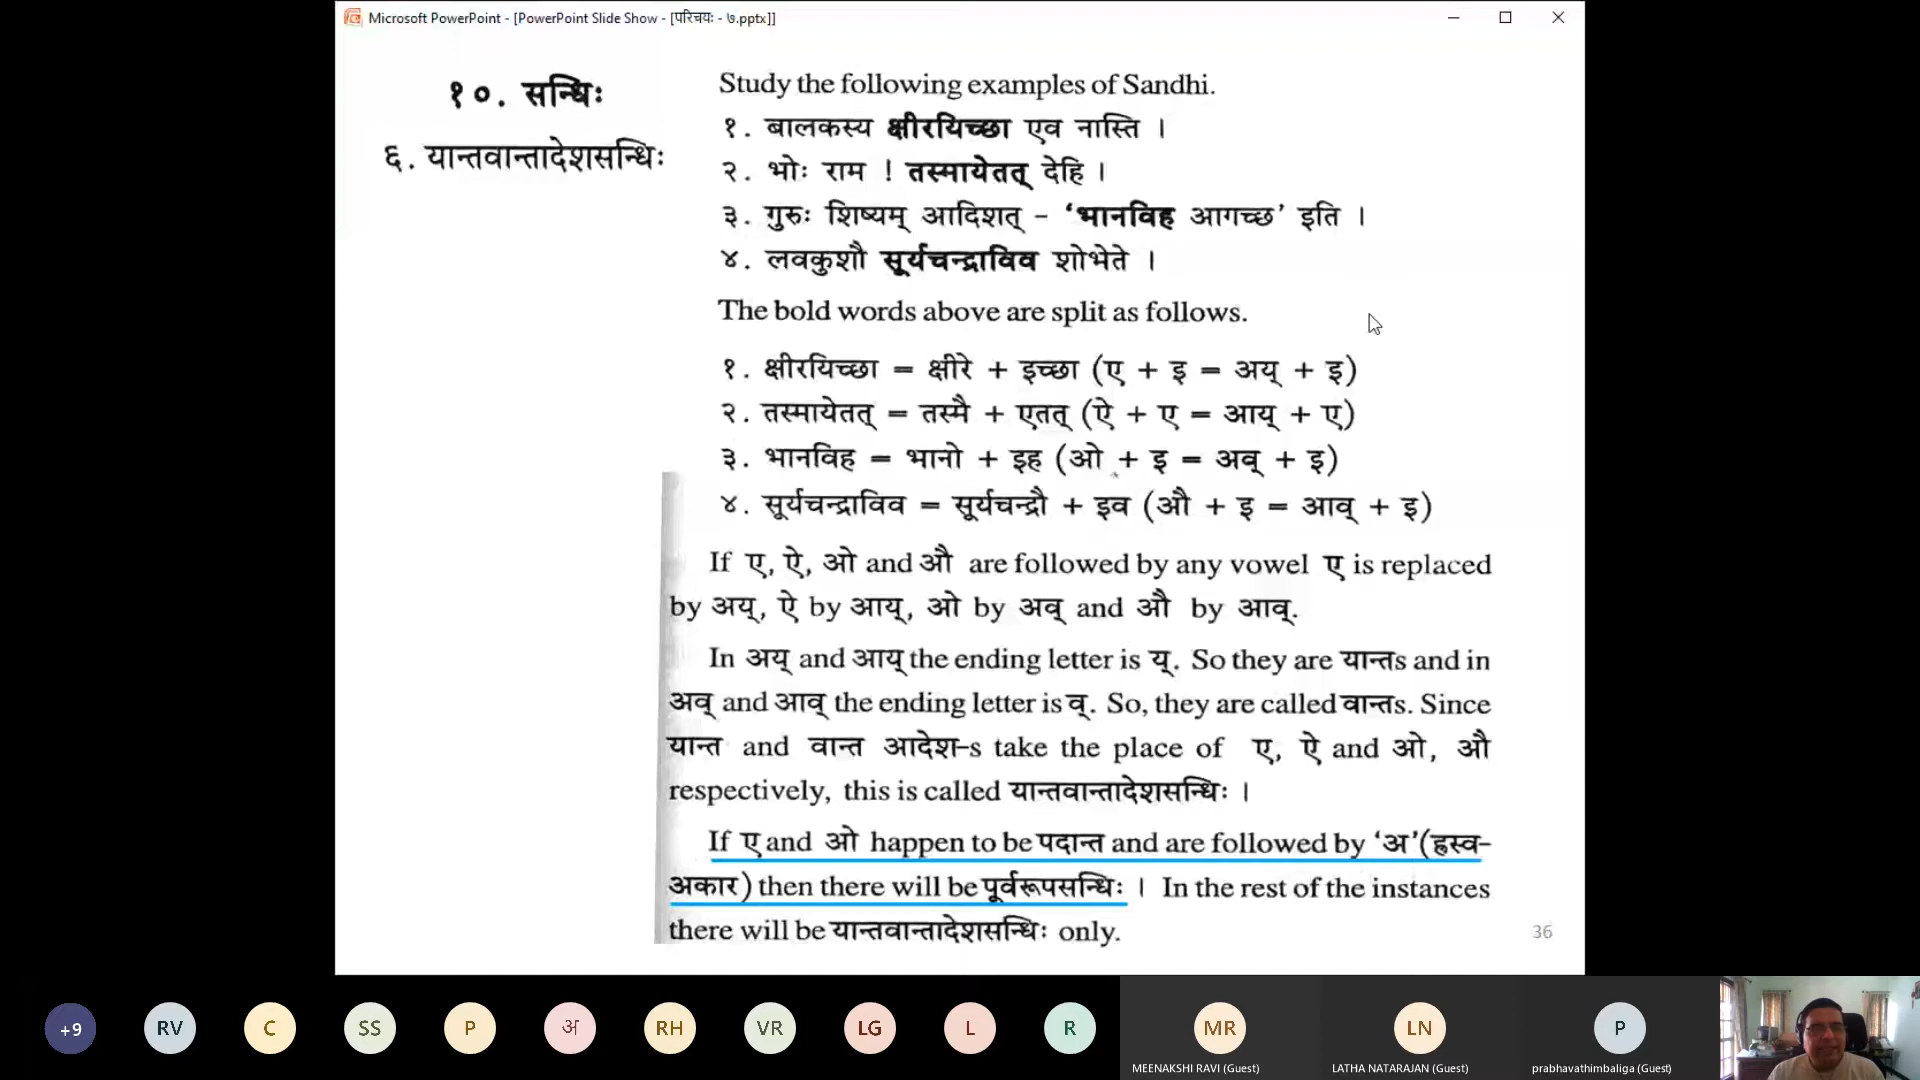 Microsoft PowerPoint - [PowerPoint Slide Show - [परिचयः - ७.pptx]]
१०. सन्धिः
६. यान्तवान्तादेशसन्धिः
Study the following examples of Sandhi.
१. बालकस्य क्षीरयिच्छा एव नास्ति ।
२. भोः राम ! तस्मायेतत् देहि ।
३. गुरुः शिष्यम् आदिशत् – ‘भानविह आगच्छ’ इति ।
४. लवकुशौ सूर्यचन्द्राविव शोभेते ।
The bold words above are split as follows.
१. क्षीरयिच्छा = क्षीरे + इच्छा (ए + इ = अय् + इ)
२. तस्मायेतत् = तस्मै + एतत् (ऐ + ए = आय् + ए)
३. भानविह = भानो + इह (ओ + इ = अव् + इ)
४. सूर्यचन्द्राविव = सूर्यचन्द्रौ + इव (औ + इ = आव् + इ)
If ए, ऐ, ओ and औ are followed by any vowel ए is replaced
by अय्, ऐ by आय्, ओ by अव् and औ by आव्.
In अय् and आय् the ending letter is य्. So they are यान्तs and in
अव् and आव् the ending letter is व्. So, they are called वान्तs. Since
यान्त and वान्त आदेश-s take the place of ए, ऐ and ओ, औ
respectively, this is called यान्तवान्तादेशसन्धिः ।
If ए and ओ happen to be पदान्त and are followed by ‘अ’(ह्रस्व-
अकार) then there will be पूर्वरूपसन्धिः । In the rest of the instances
there will be यान्तवान्तादेशसन्धिः only.
36
+9 RV C SS P अ RH VR LG L R MR LN P
MEENAKSHI RAVI (Guest) LATHA NATARAJAN (Guest) prabhavathimbaliga (Guest)